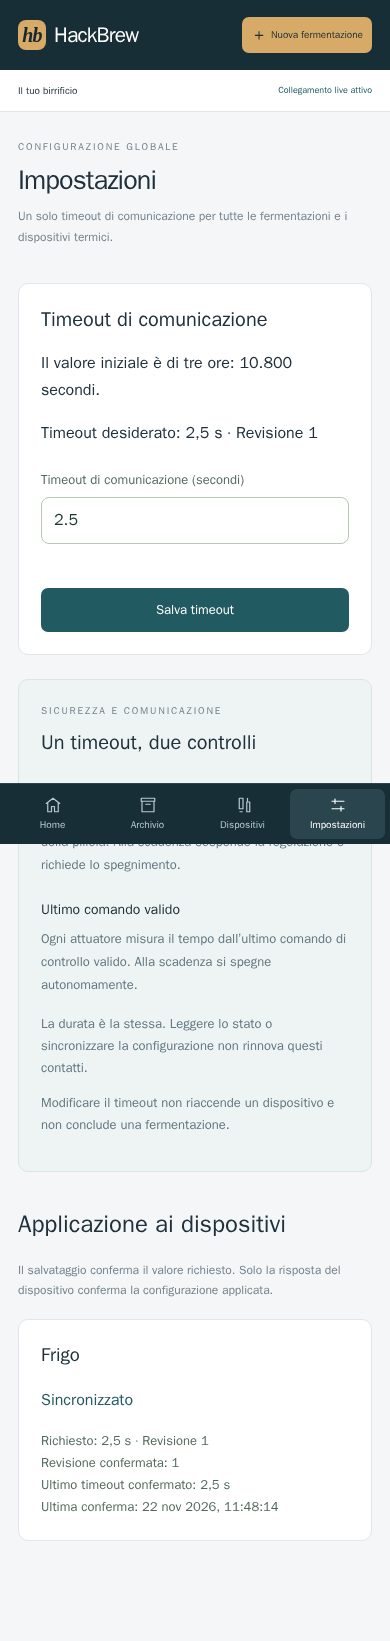 hb HackBrew
+ Nuova fermentazione
Il tuo birrificio
Collegamento live attivo
CONFIGURAZIONE GLOBALE
Impostazioni
Un solo timeout di comunicazione per tutte le fermentazioni e i
dispositivi termici.
Timeout di comunicazione
Il valore iniziale è di tre ore: 10.800
secondi.
Timeout desiderato: 2,5 s · Revisione 1
Timeout di comunicazione (secondi)
2.5
Salva timeout
SICUREZZA E COMUNICAZIONE
Un timeout, due controlli
Home
Archivio
Dispositivi
Impostazioni
richiede lo spegnimento.
Ultimo comando valido
Ogni attuatore misura il tempo dall'ultimo comando di
controllo valido. Alla scadenza si spegne
autonomamente.
La durata è la stessa. Leggere lo stato o
sincronizzare la configurazione non rinnova questi
contatti.
Modificare il timeout non riaccende un dispositivo e
non conclude una fermentazione.
Applicazione ai dispositivi
Il salvataggio conferma il valore richiesto. Solo la risposta del
dispositivo conferma la configurazione applicata.
Frigo
Sincronizzato
Richiesto: 2,5 s · Revisione 1
Revisione confermata: 1
Ultimo timeout confermato: 2,5 s
Ultima conferma: 22 nov 2026, 11:48:14